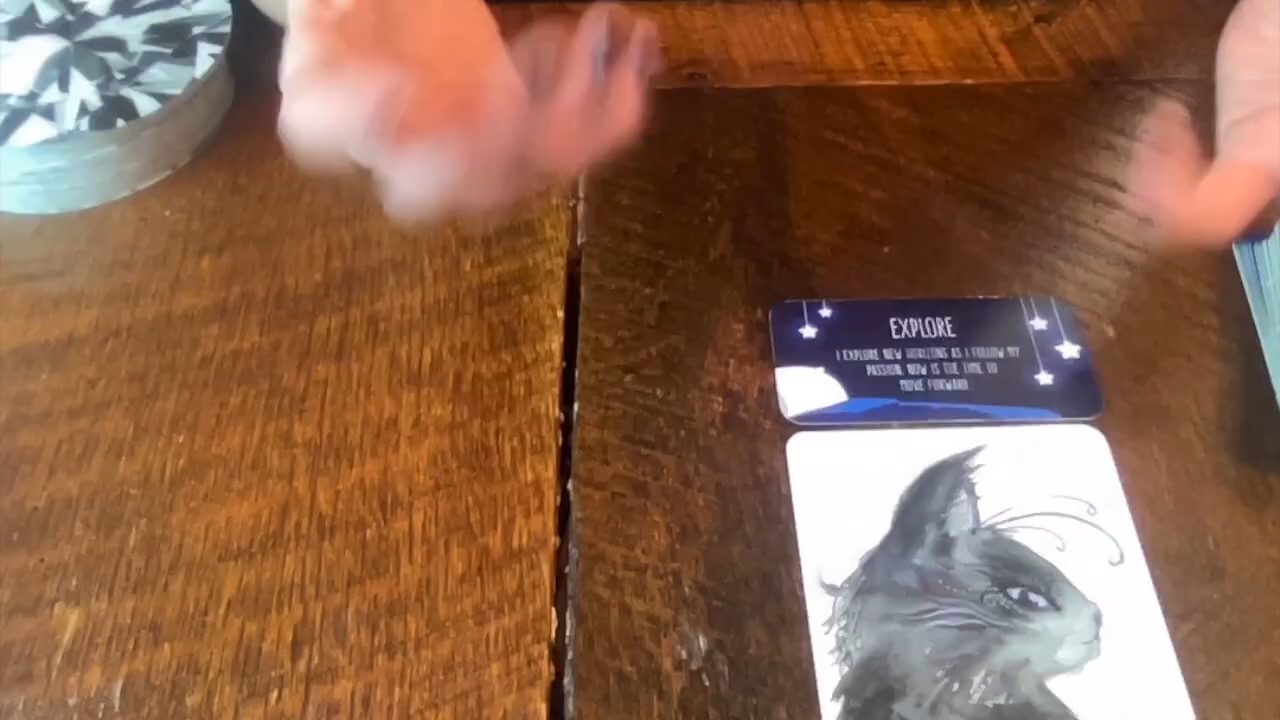 EXPLORE
I EXPLORE NEW HORIZONS AS I FOLLOW MY
PASSION. NOW IS THE TIME TO
MOVE FORWARD.